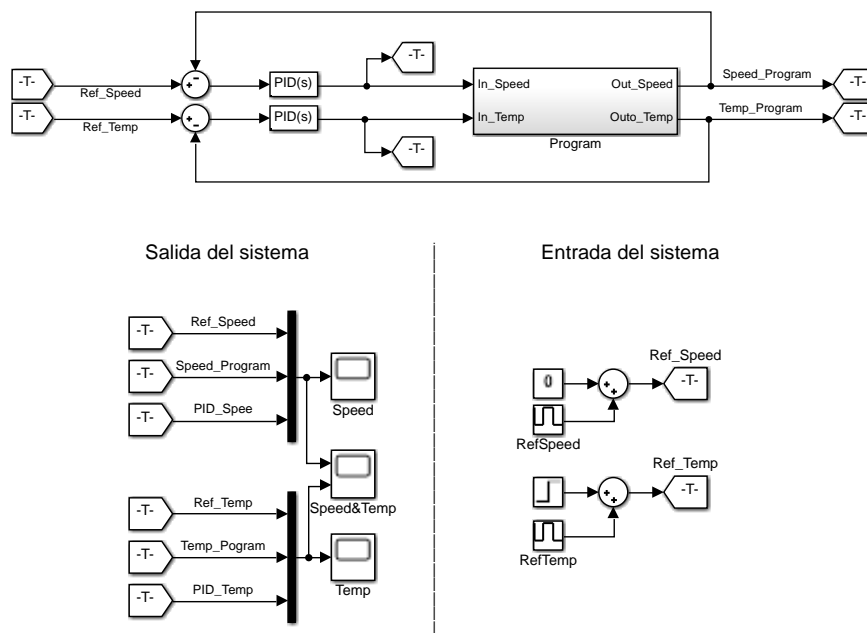 -T-
-T-
Speed_Program
-T-
Ref_Speed
PID(s)
In_Speed
Out_Speed
-T-
Temp_Program
-T-
Ref_Temp
PID(s)
In_Temp
Outo_Temp
-T-
Program
Salida del sistema
Entrada del sistema
-T-
Ref_Speed
-T-
Speed_Program
Speed
-T-
PID_Spee
-T-
Ref_Temp
Speed&Temp
-T-
Temp_Pogram
-T-
PID_Temp
Temp
0
Ref_Speed
-T-
RefSpeed
Ref_Temp
-T-
RefTemp